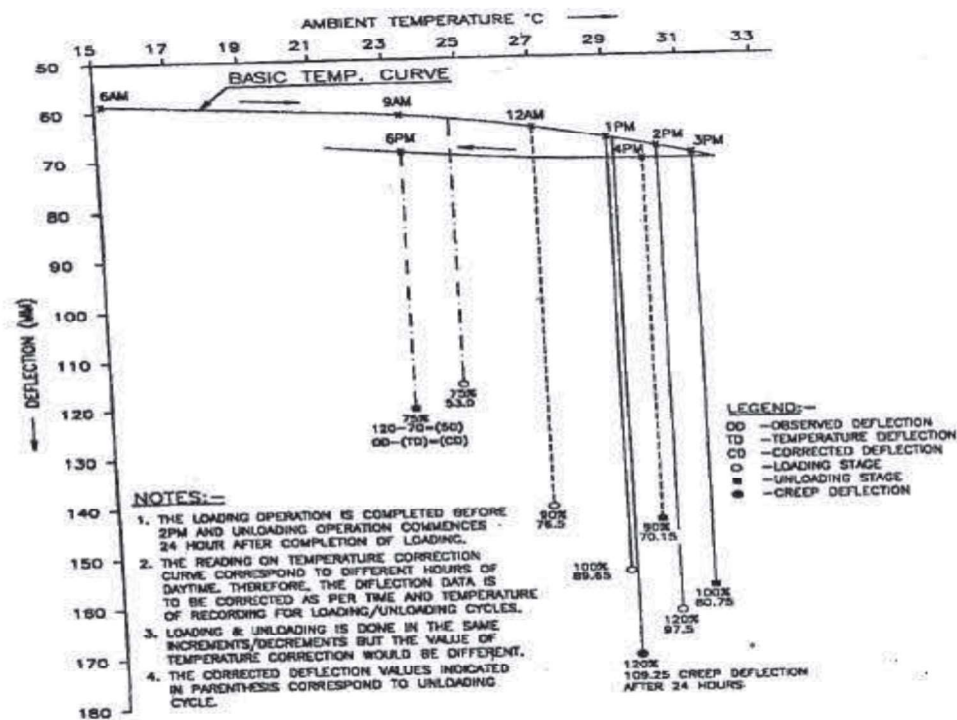 AMBIENT TEMPERATURE °C
15 17 19 21 23 25 27 29 31 33
50
60
70
80
90
100
110
120
130
140
150
160
170
180
DEFLECTION (MM)
BASIC TEMP. CURVE
6AM
9AM
12AM
1PM
2PM
3PM
4PM
6PM
75%
53.0
75%
120-70=(50)
OD-(TD)=(CD)
90%
76.5
90%
70.15
100%
89.65
100%
80.75
120%
97.5
120%
109.25 CREEP DEFLECTION
AFTER 24 HOURS
LEGEND:-
OD -OBSERVED DEFLECTION
TD -TEMPERATURE DEFLECTION
CD -CORRECTED DEFLECTION
-LOADING STAGE
-UNLOADING STAGE
-CREEP DEFLECTION
NOTES:-
1. THE LOADING OPERATION IS COMPLETED BEFORE
2PM AND UNLOADING OPERATION COMMENCES
24 HOUR AFTER COMPLETION OF LOADING.
2. THE READING ON TEMPERATURE CORRECTION
CURVE CORRESPOND TO DIFFERENT HOURS OF
DAYTIME. THEREFORE, THE DIFLECTION DATA IS
TO BE CORRECTED AS PER TIME AND TEMPERATURE
OF RECORDING FOR LOADING/UNLOADING CYCLES.
3. LOADING & UNLOADING IS DONE IN THE SAME
INCREMENTS/DECREMENTS BUT THE VALUE OF
TEMPERATURE CORRECTION WOULD BE DIFFERENT.
4. THE CORRECTED DEFLECTION VALUES INDICATED
IN PARENTHESIS CORRESPOND TO UNLOADING
CYCLE.